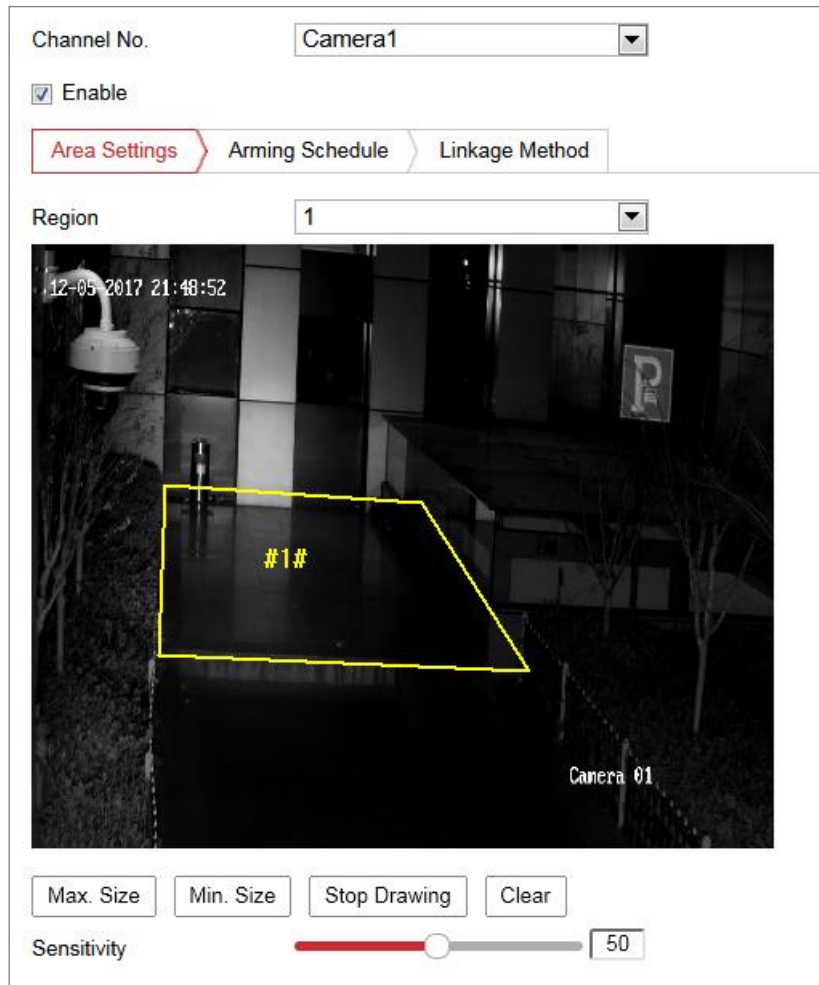 Channel No. Camera1
Enable
Area Settings Arming Schedule Linkage Method
Region 1
12-05-2017 21:48:52
P
#1#
Camera 01
Max. Size Min. Size Stop Drawing Clear
Sensitivity 50